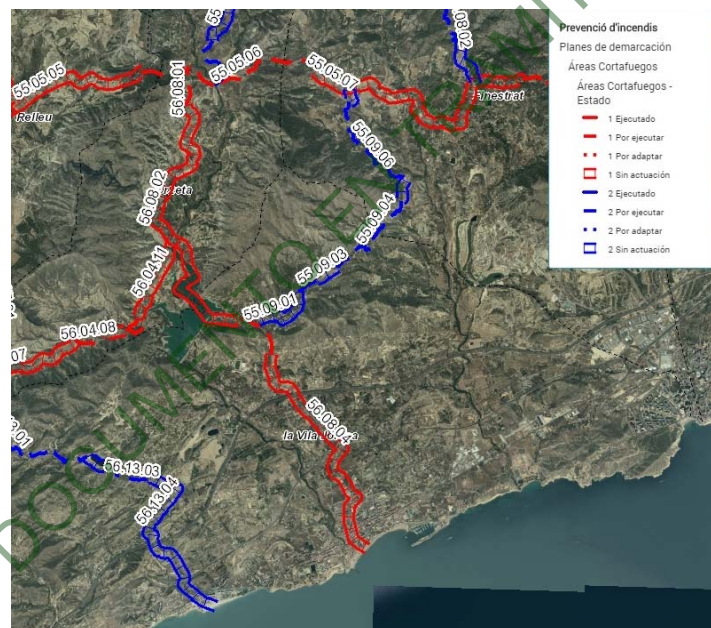 Prevenció d'incendis
Planes de demarcación
Áreas Cortafuegos
Áreas Cortafuegos -
Estado
1 Ejecutado
1 Por ejecutar
1 Por adaptar
1 Sin actuación
2 Ejecutado
2 Por ejecutar
2 Por adaptar
2 Sin actuación
08.02
55.05.06
55.05.05
55.05.07
56.08.01
Relleu
55.09.06
56.08.02
55.09.04
56.04.11
55.09.03
55.09.01
56.04.08
07
56.08.04
la Vila
13.01
56.13.03
56.13.04
DOCUMENTO EN